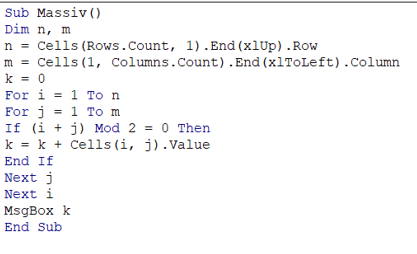 Sub Massiv()
Dim n, m
n = Cells(Rows.Count, 1).End(xlUp).Row
m = Cells(1, Columns.Count).End(xlToLeft).Column
k = 0
For i = 1 To n
For j = 1 To m
If (i + j) Mod 2 = 0 Then
k = k + Cells(i, j).Value
End If
Next j
Next i
MsgBox k
End Sub